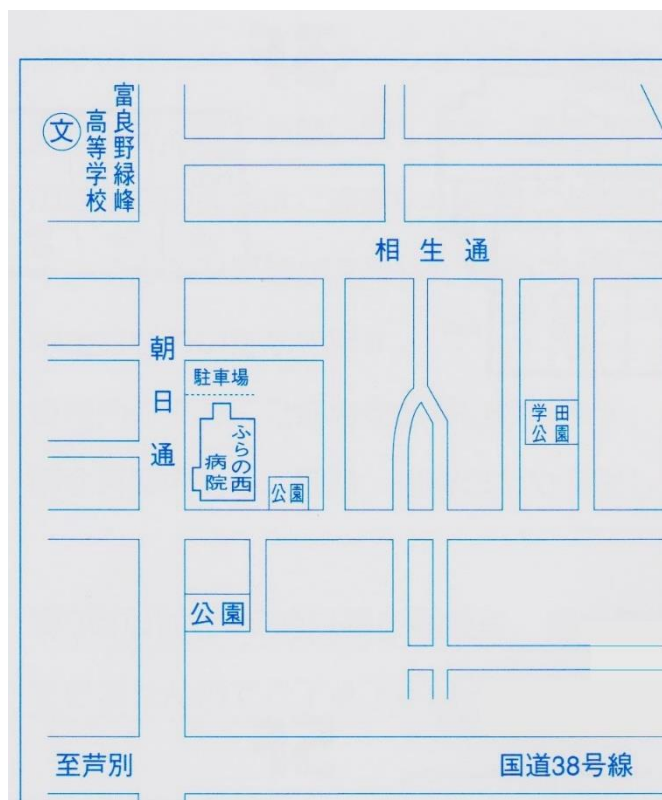 富良野緑峰
高等学校
文
相生通
朝日通
駐車場
ふらの西
病院
公園
学田
公園
公園
至芦別
国道38号線